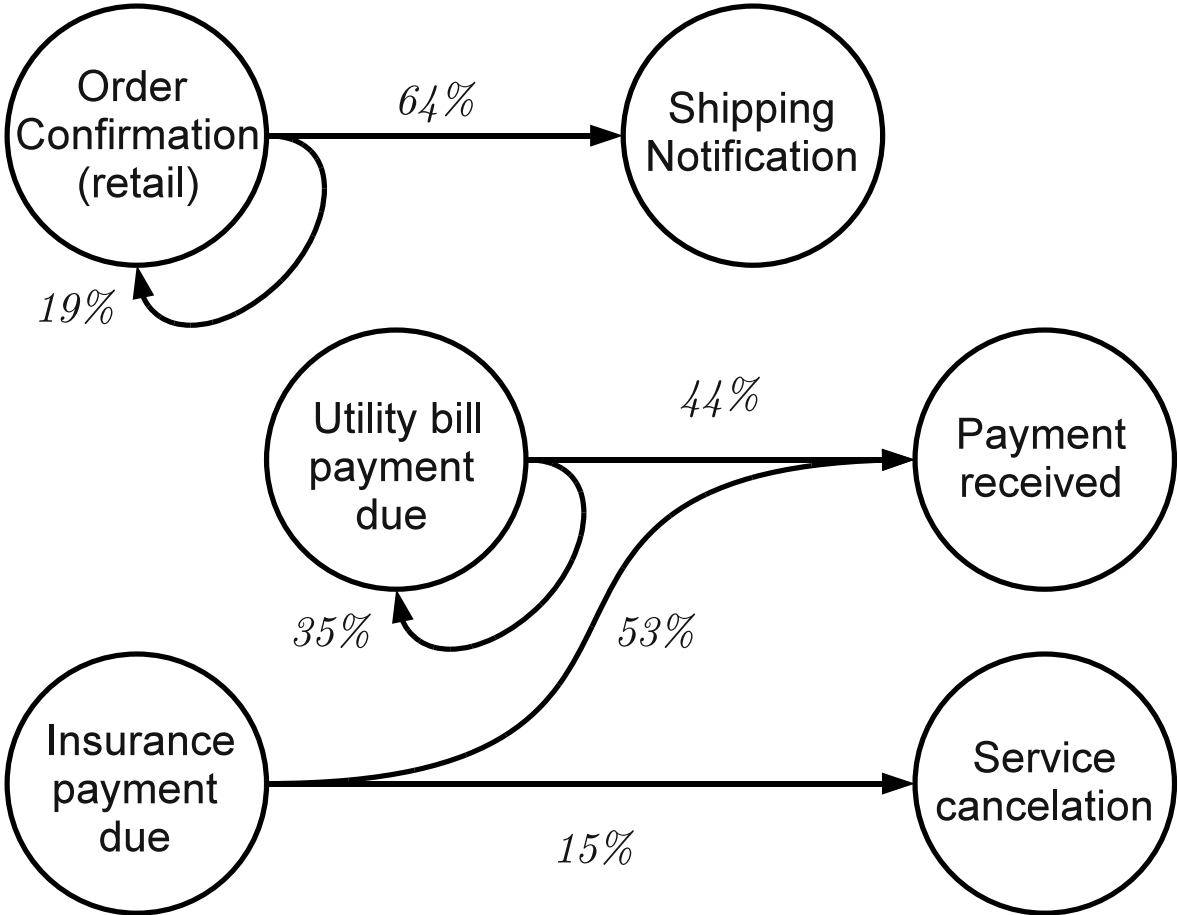 Order
Confirmation
(retail)
64%
Shipping
Notification
19%
Utility bill
payment
due
44%
Payment
received
35%
53%
Insurance
payment
due
15%
Service
cancelation